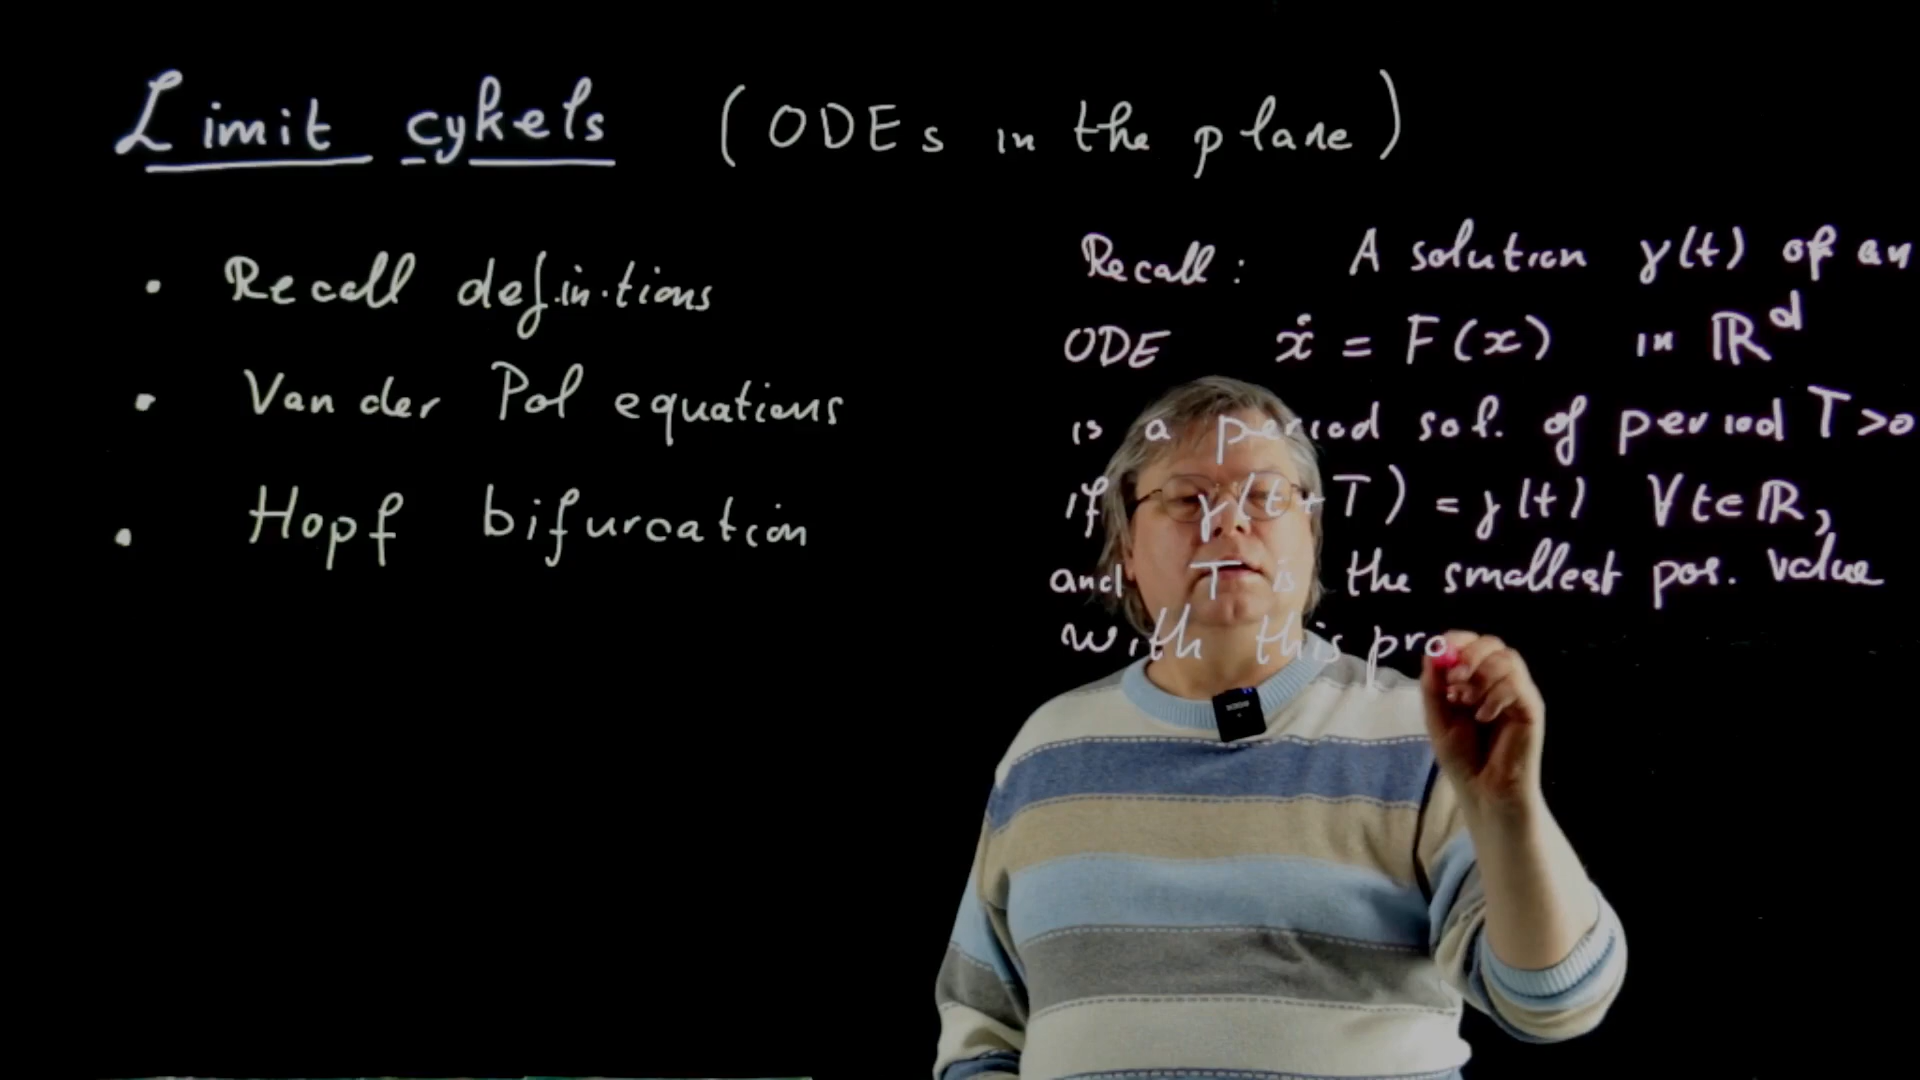 Limit cykels (ODEs in the plane)
• Recall definitions
• Van der Pol equations
• Hopf bifurcation
Recall: A solution γ(t) of an
ODE ẋ = F(x) in ℝᵈ
is a period sol. of period T>0
if γ(t+T) = γ(t) ∀t∈ℝ,
and T is the smallest pos. value
with this pro